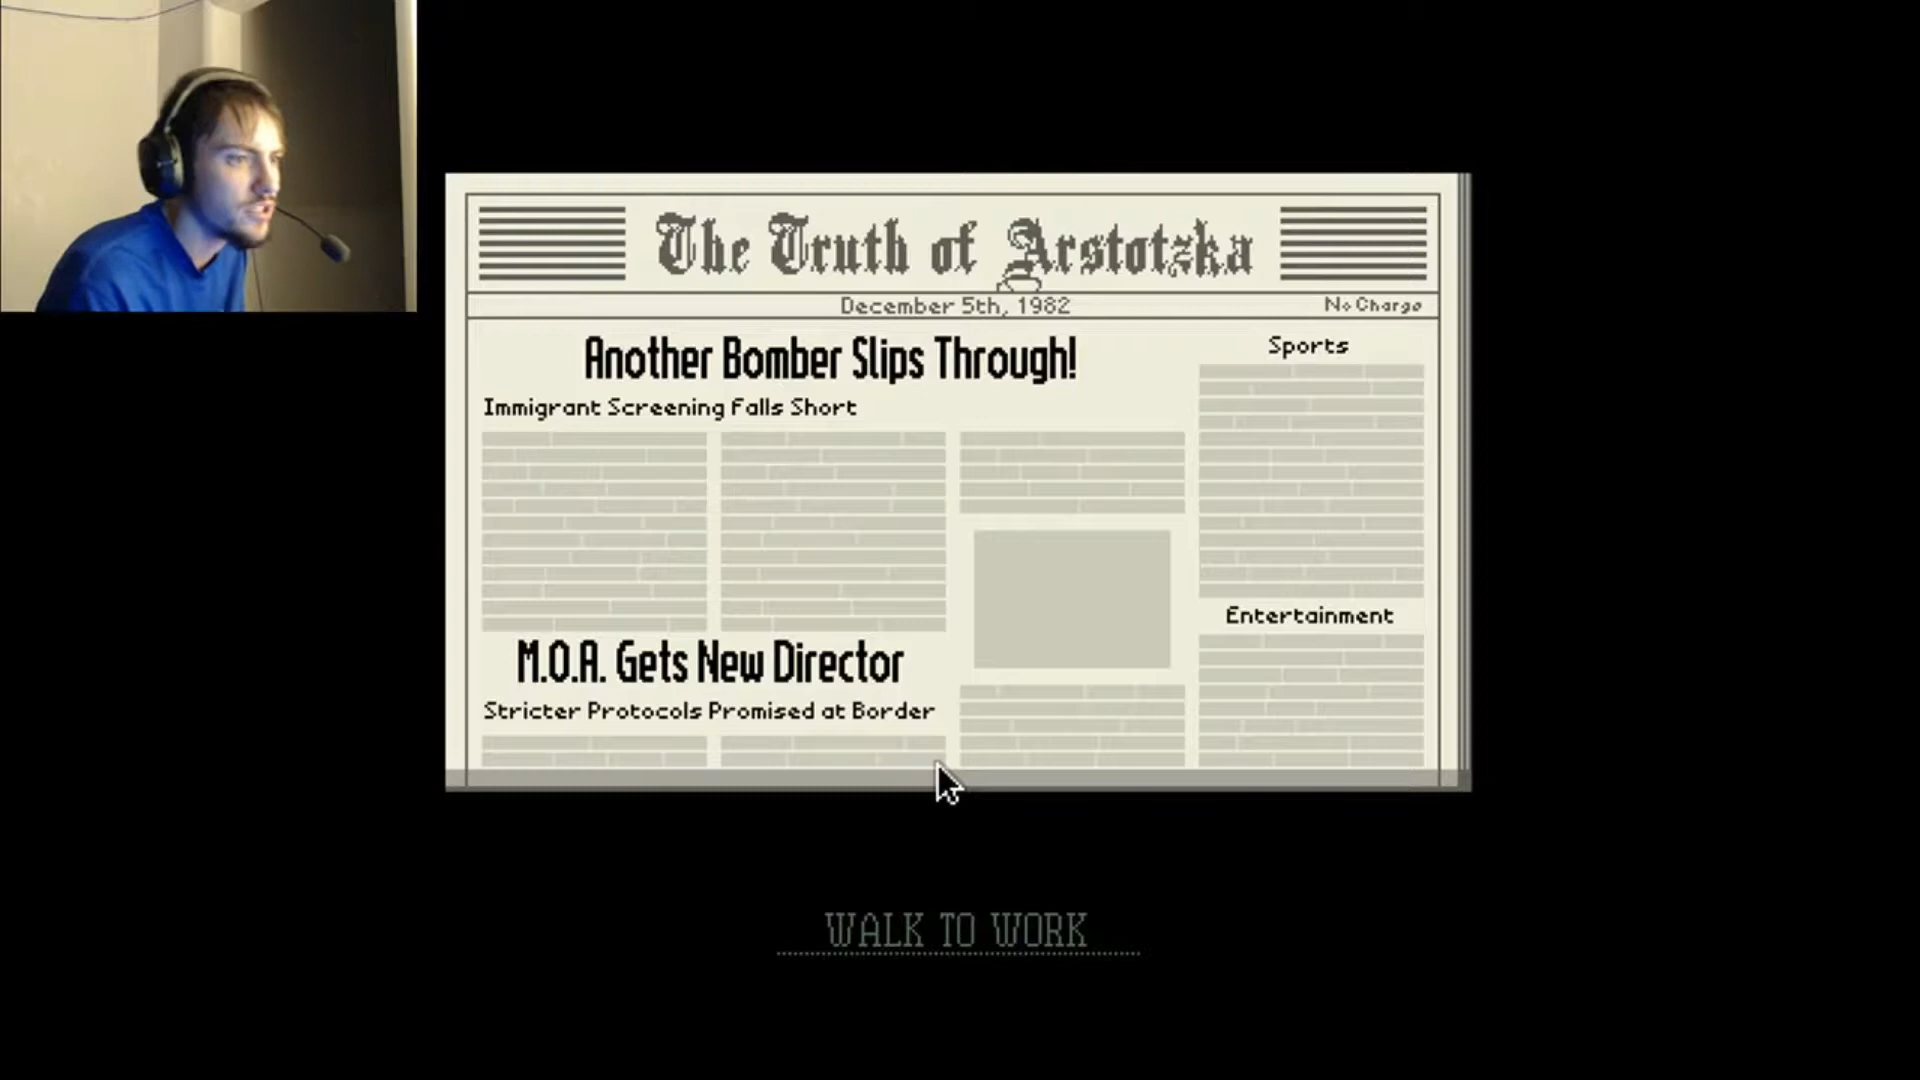 The Truth of Arstotzka
December 5th, 1982
No Charge
Another Bomber Slips Through!
Immigrant Screening Falls Short
M.O.A. Gets New Director
Stricter Protocols Promised at Border
Sports
Entertainment
WALK TO WORK